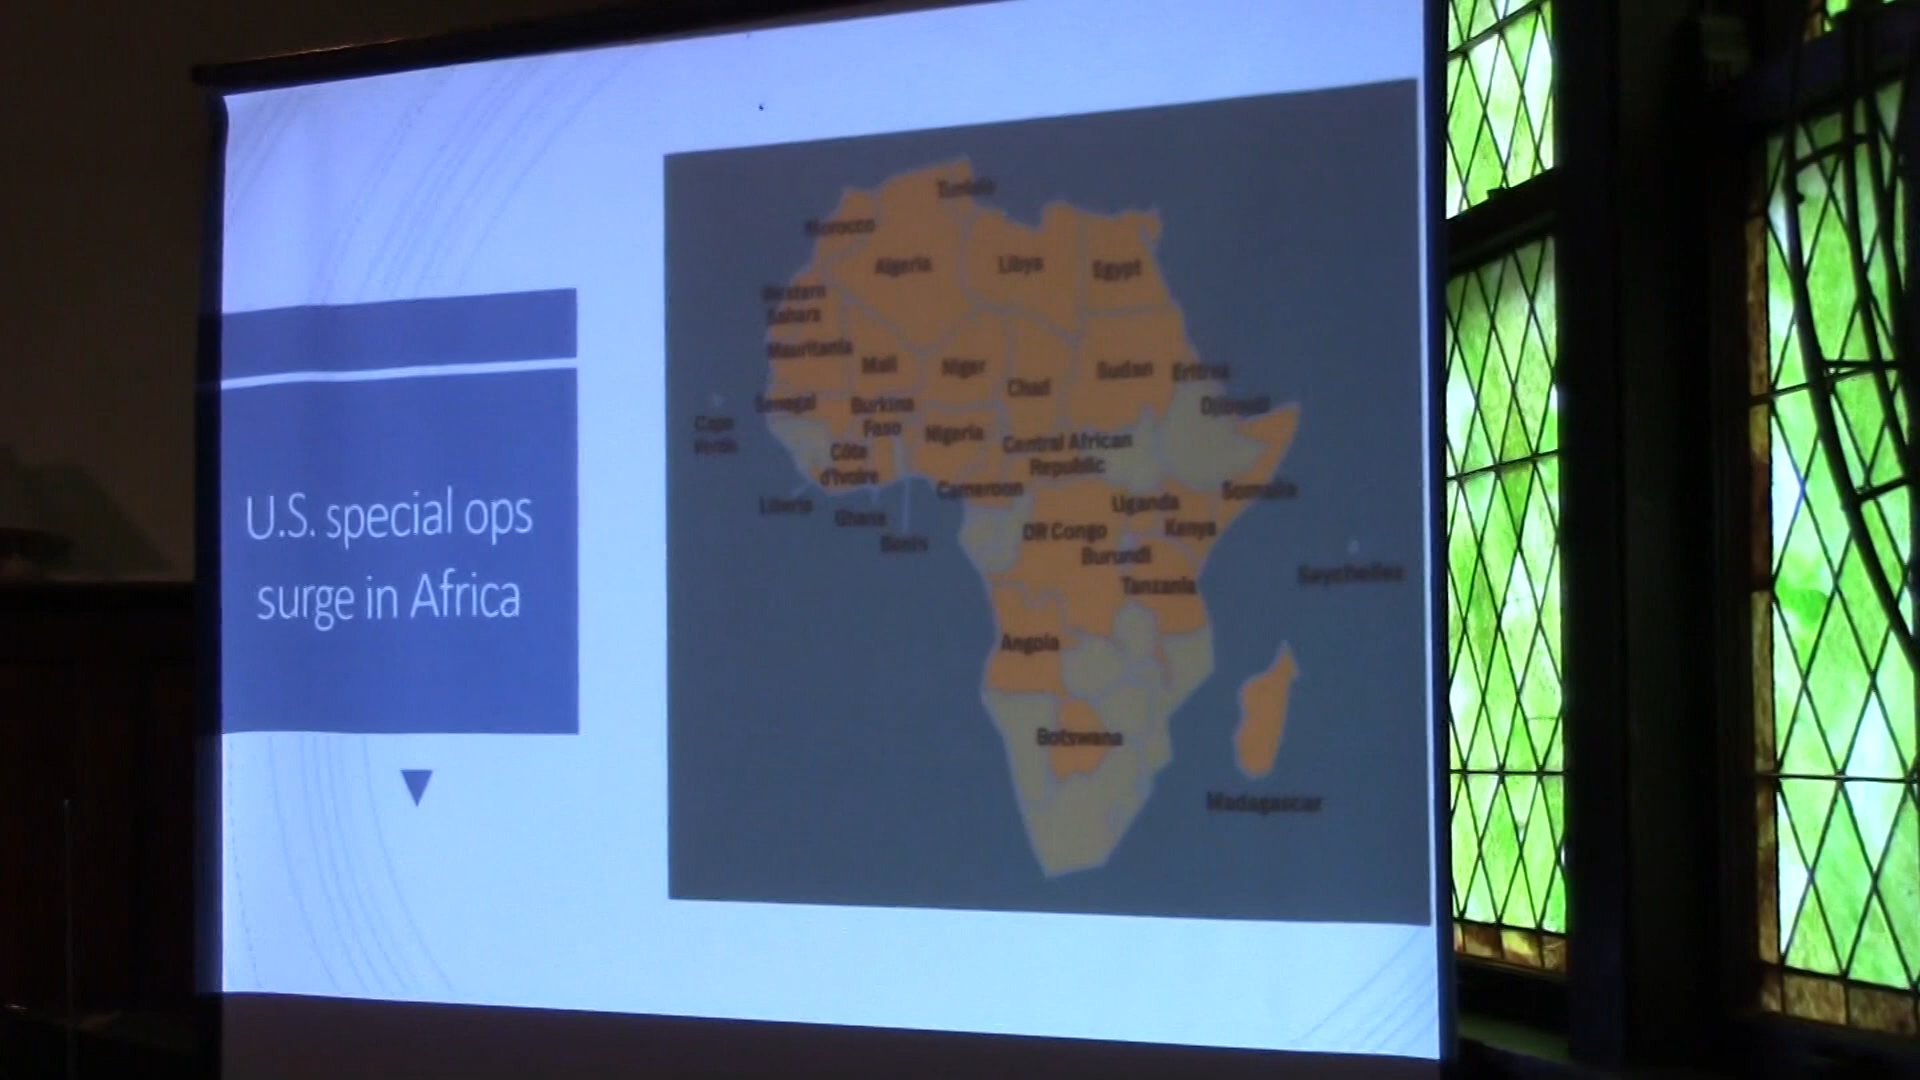 U.S. special ops
surge in Africa
Tunisia
Morocco
Algeria
Libya
Egypt
Western
Sahara
Mauritania
Mali
Niger
Chad
Sudan
Eritrea
Senegal
Burkina
Faso
Djibouti
Cape
Verde
Nigeria
Central African
Republic
Côte
d'Ivoire
Cameroon
Uganda
Somalia
Liberia
Ghana
DR Congo
Kenya
Benin
Burundi
Tanzania
Seychelles
Angola
Botswana
Madagascar